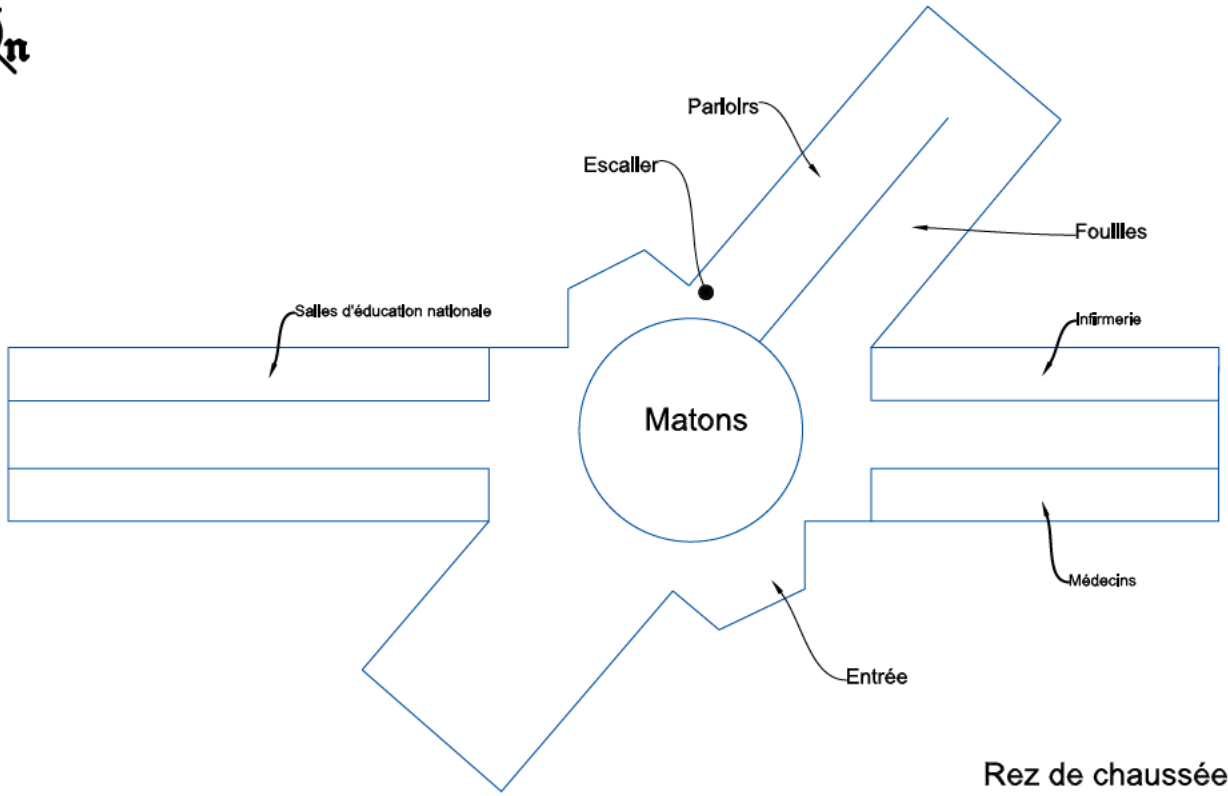 n
Parloirs
Escalier
Fouilles
Salles d'éducation nationale
Infirmerie
Matons
Médecins
Entrée
Rez de chaussée